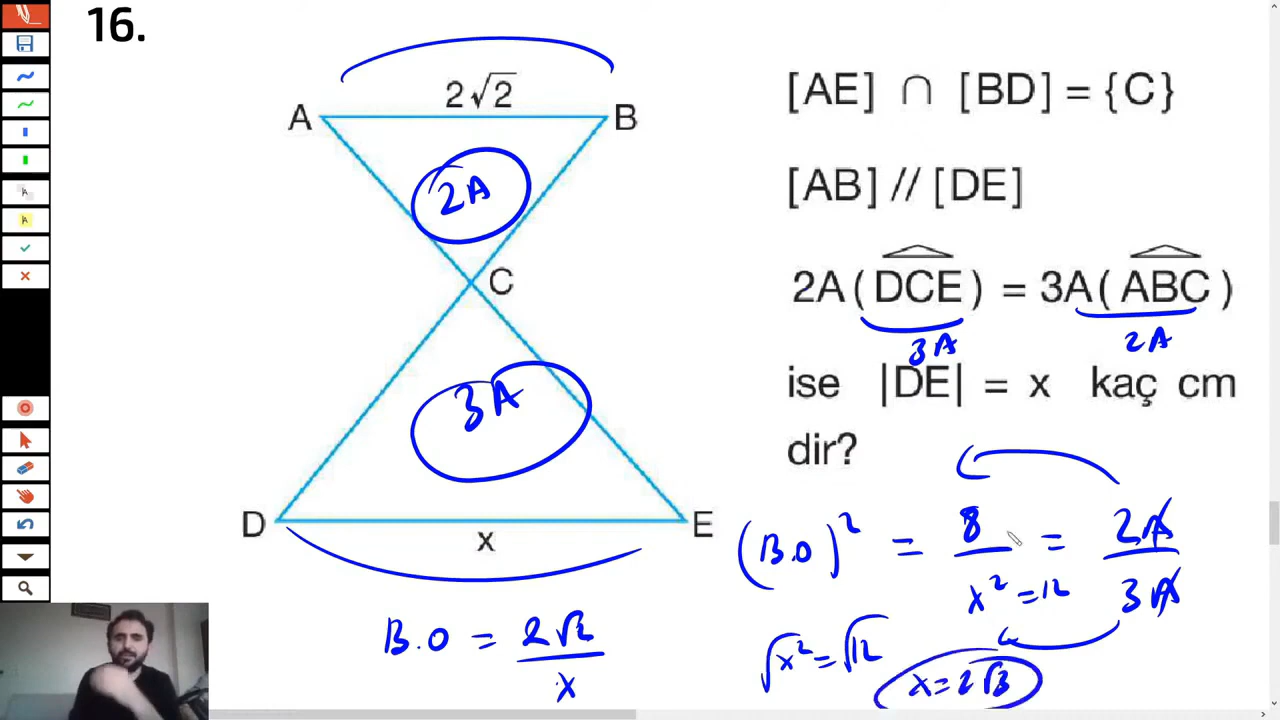 16.
2√2
A
B
2A
C
3A
D
E
x
[AE] ∩ [BD] = {C}
[AB] // [DE]
2A(DCE) = 3A(ABC)
3A
2A
ise |DE| = x kaç cm
dir?
(B.O)² = 8/x² = 2A/3A
x² = 12
B.O = 2√2/x
√x² = √12
x = 2√3